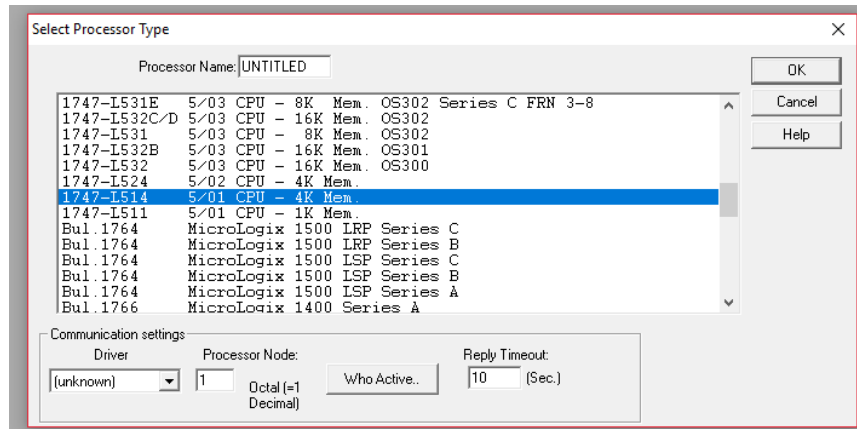 Select Processor Type
Processor Name: UNTITLED
OK
1747-L531E 5/03 CPU - 8K Mem. OS302 Series C FRN 3-8
Cancel
1747-L532C/D 5/03 CPU - 16K Mem. OS302
1747-L531 5/03 CPU - 8K Mem. OS302
Help
1747-L532B 5/03 CPU - 16K Mem. OS301
1747-L532 5/03 CPU - 16K Mem. OS300
1747-L524 5/02 CPU - 4K Mem.
1747-L514 5/01 CPU - 4K Mem.
1747-L511 5/01 CPU - 1K Mem.
Bul.1764 MicroLogix 1500 LRP Series C
Bul.1764 MicroLogix 1500 LRP Series B
Bul.1764 MicroLogix 1500 LSP Series C
Bul.1764 MicroLogix 1500 LSP Series B
Bul.1764 MicroLogix 1500 LSP Series A
Bul.1766 MicroLogix 1400 Series A
Communication settings
Driver Processor Node: Reply Timeout:
(unknown) 1 Octal (=1 Who Active.. 10 (Sec.)
Decimal)